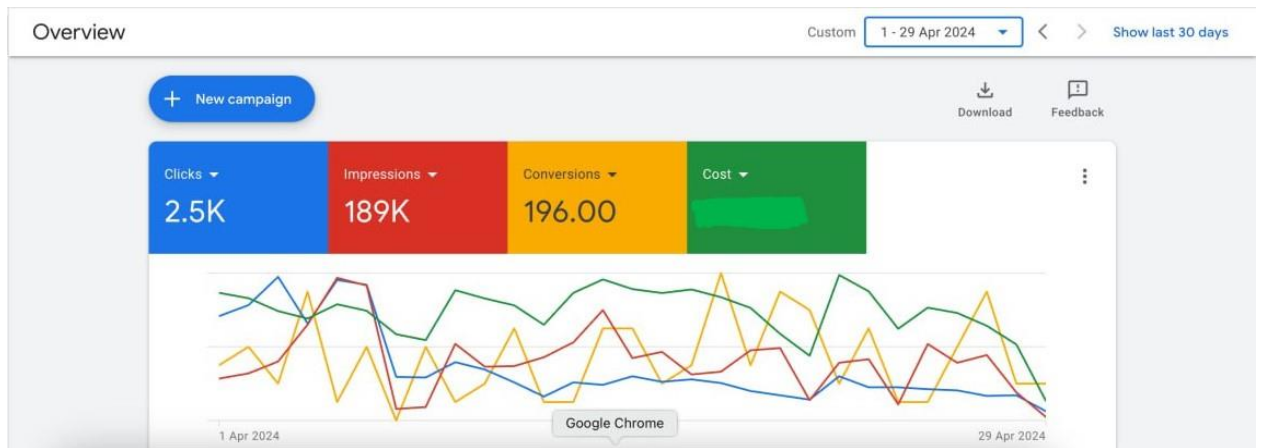 Overview
Custom 1 - 29 Apr 2024 Show last 30 days
+ New campaign
Download Feedback
Clicks Impressions Conversions Cost
2.5K 189K 196.00
Google Chrome
1 Apr 2024 29 Apr 2024